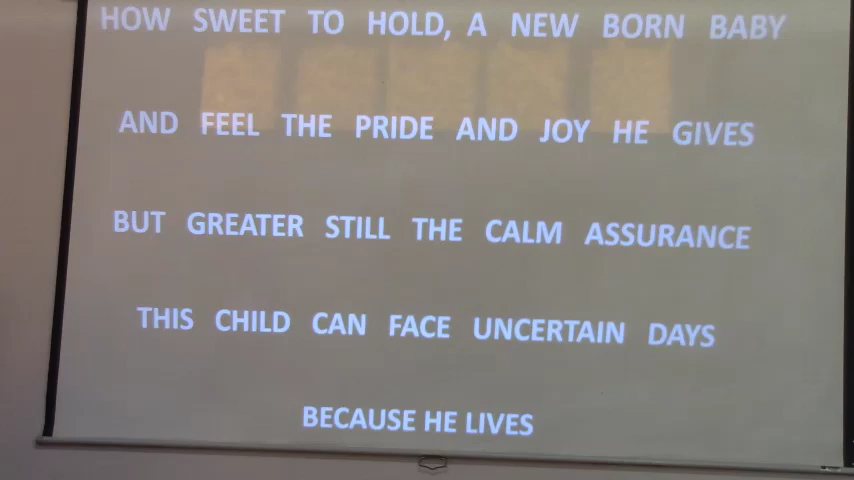 HOW SWEET TO HOLD, A NEW BORN BABY
AND FEEL THE PRIDE AND JOY HE GIVES
BUT GREATER STILL THE CALM ASSURANCE
THIS CHILD CAN FACE UNCERTAIN DAYS
BECAUSE HE LIVES